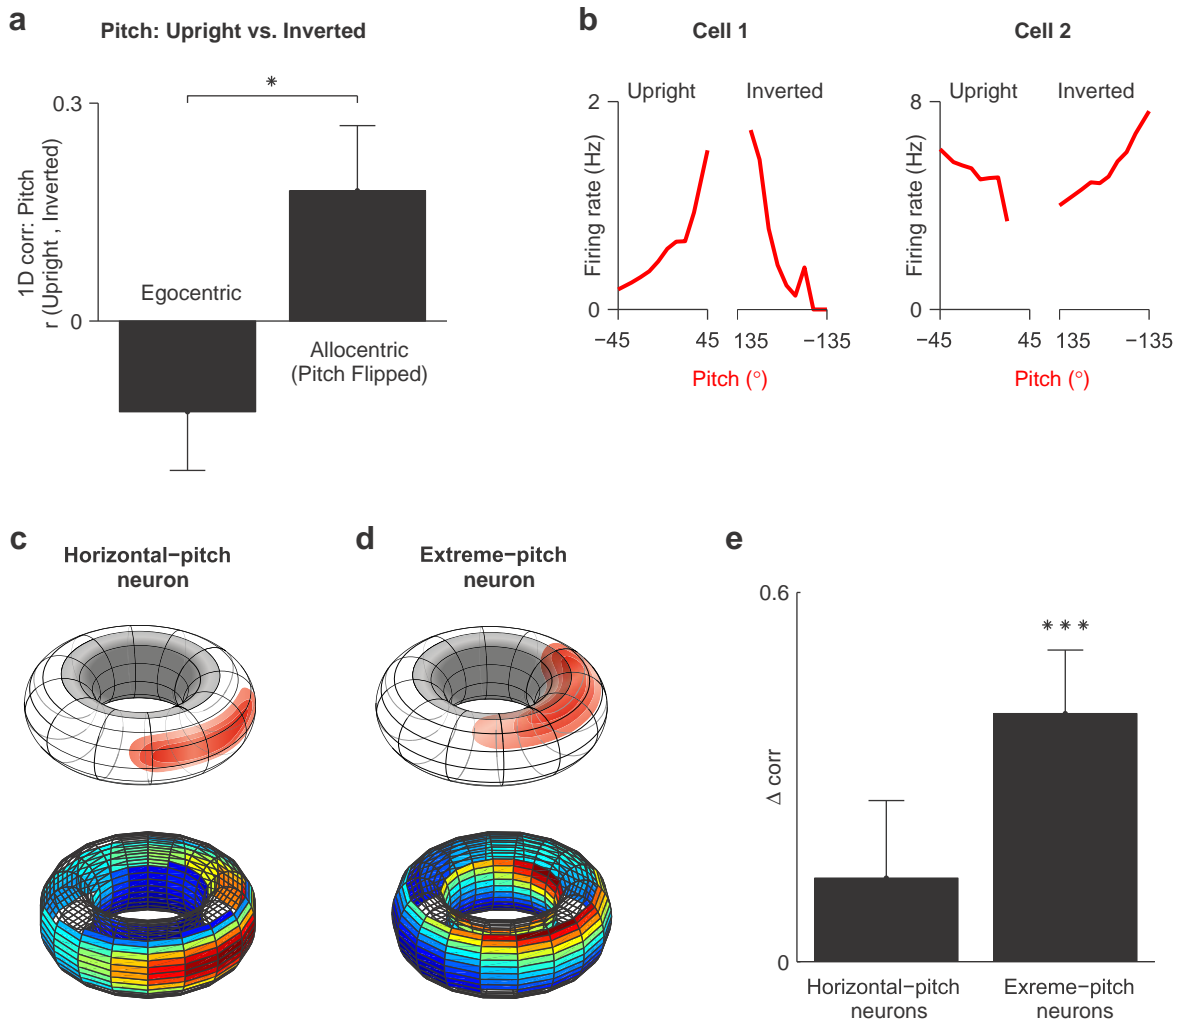 a
Pitch: Upright vs. Inverted
*
0.3
0
1D corr: Pitch
r (Upright , Inverted)
Egocentric
Allocentric
(Pitch Flipped)
b
Cell 1
Upright
Inverted
2
0
Firing rate (Hz)
−45
45
135
−135
Pitch (°)
Cell 2
Upright
Inverted
8
0
Firing rate (Hz)
−45
45
135
−135
Pitch (°)
c
Horizontal−pitch
neuron
d
Extreme−pitch
neuron
e
0.6
0
Δ corr
* * *
Horizontal−pitch
neurons
Exreme−pitch
neurons